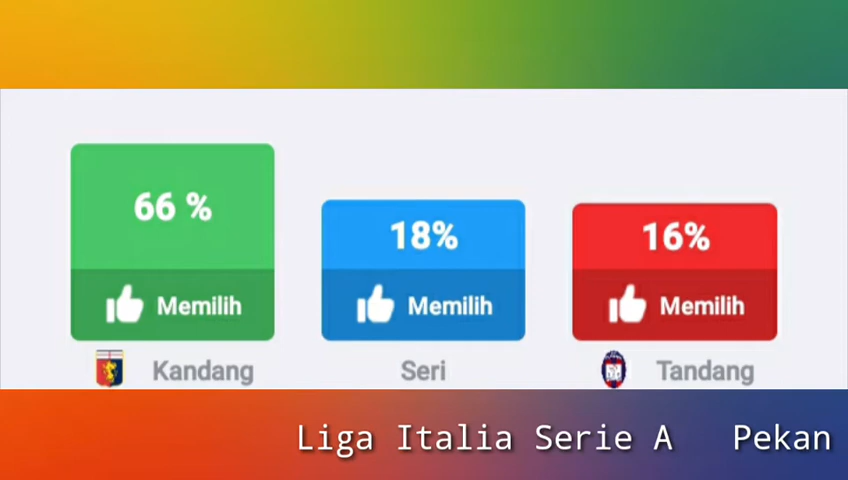 66 %
18%
16%
Memilih
Memilih
Memilih
Kandang
Seri
Tandang
Liga Italia Serie A Pekan